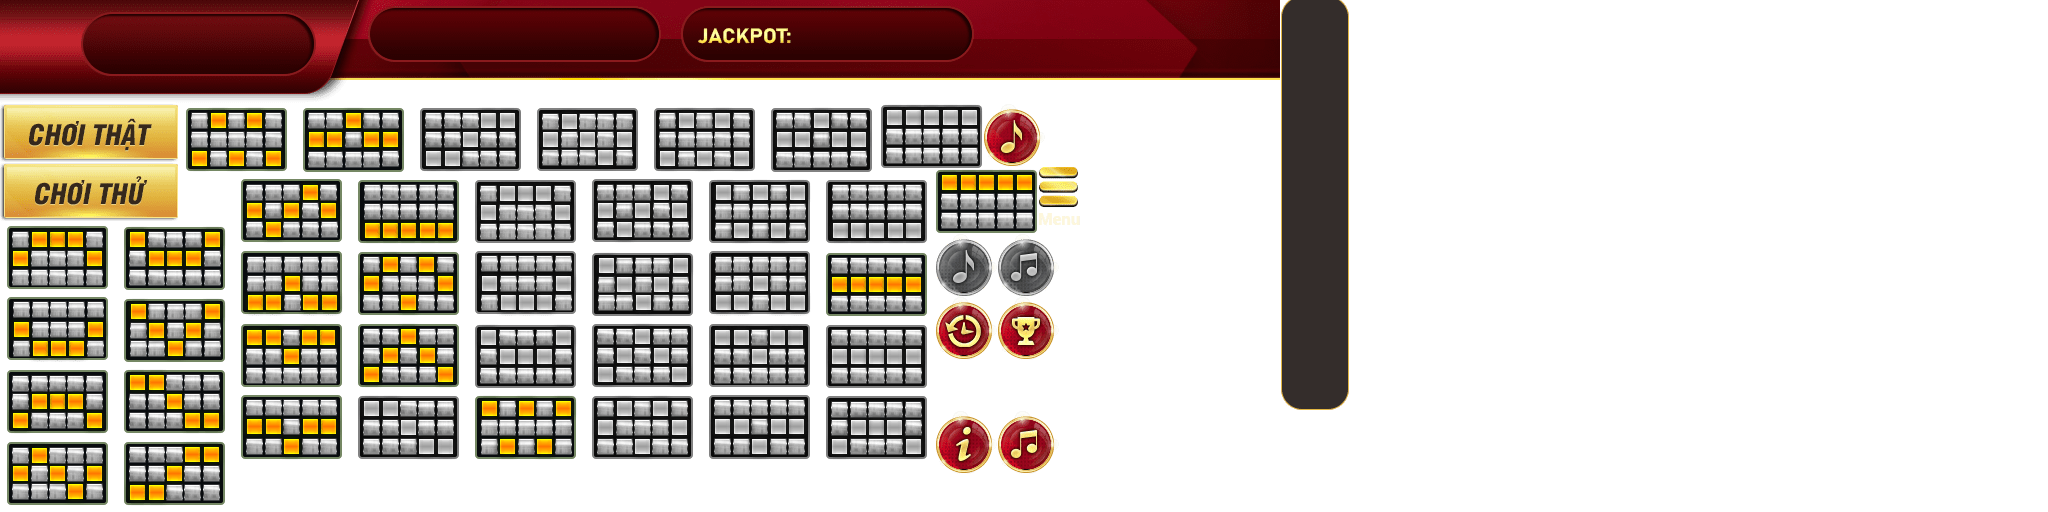 JACKPOT:
CHƠI THẬT
CHƠI THỬ
Menu